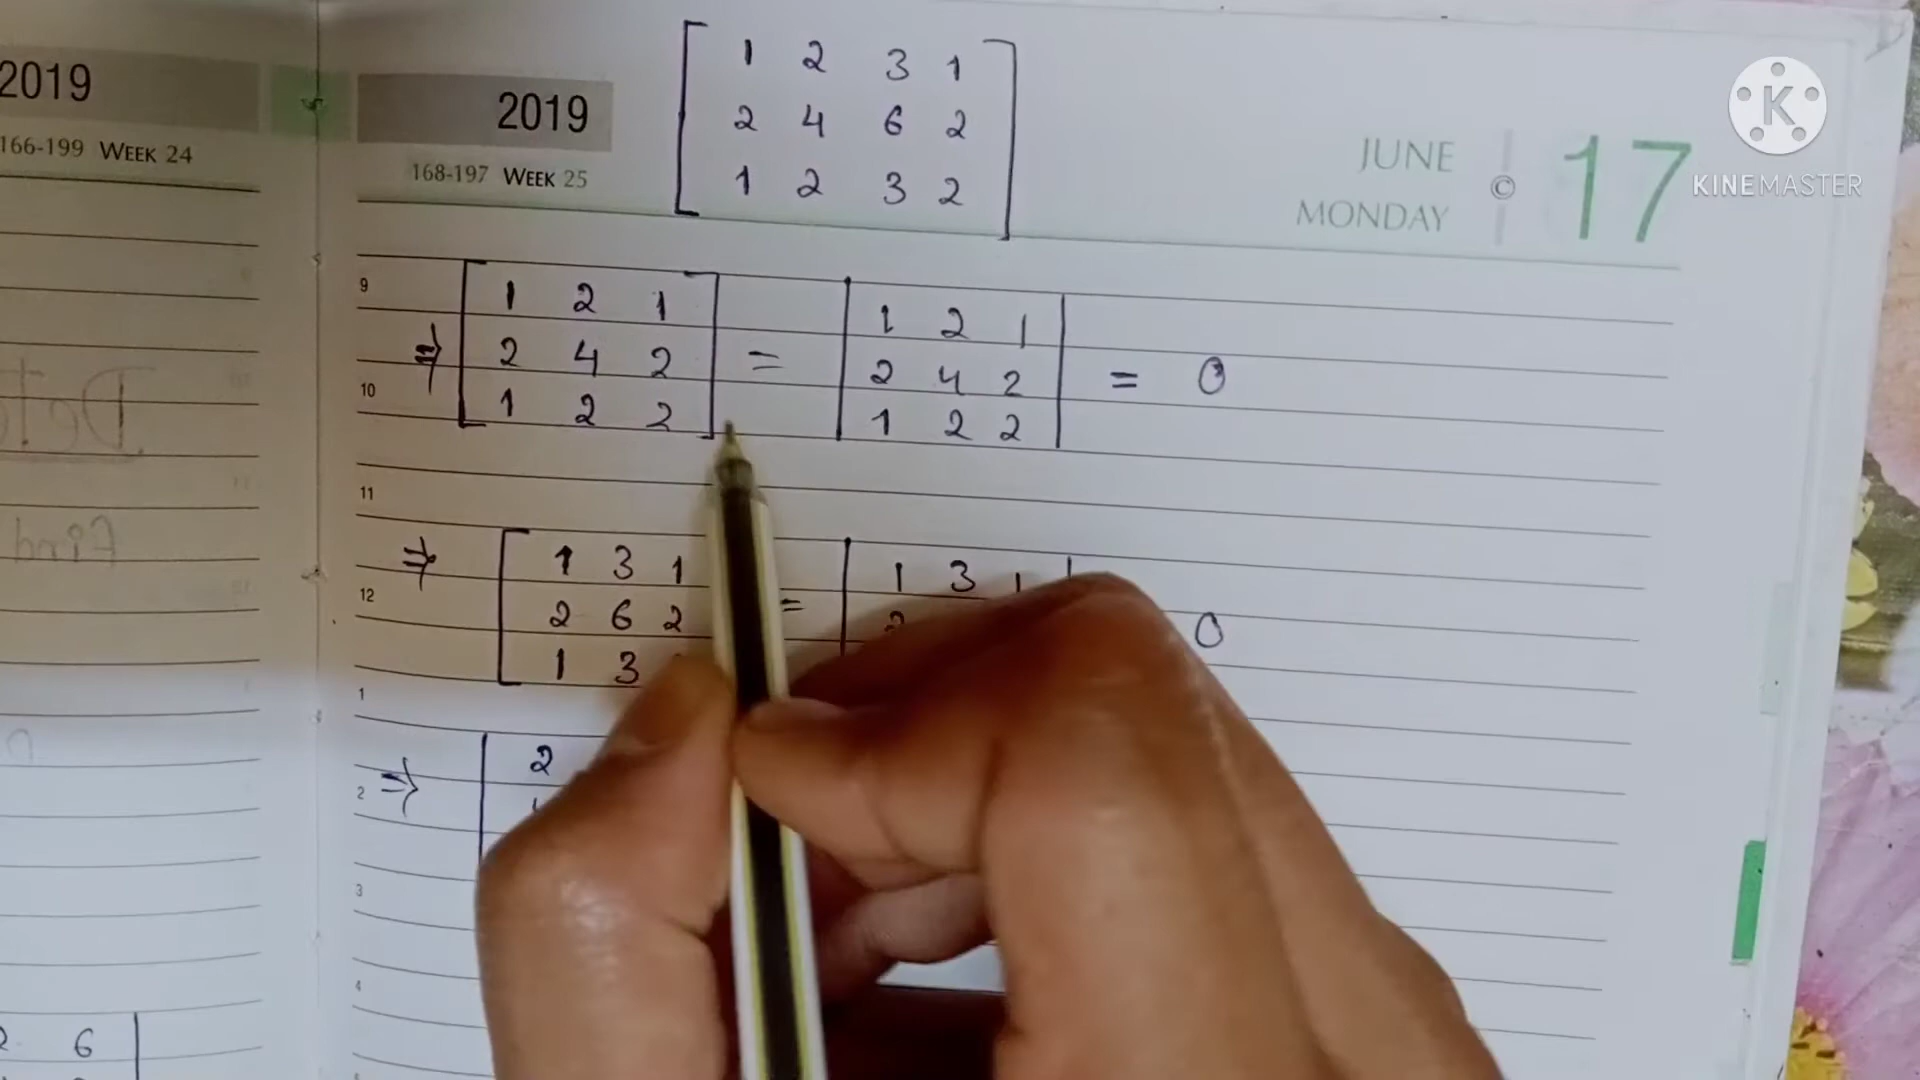 2019
166-199 WEEK 24
2019
168-197 WEEK 25
1 2 3 1
2 4 6 2
1 2 3 2
JUNE
MONDAY
©
17
K
KINEMASTER
9
10
11
12
1
2
3
4
⇒
1 2 1
2 4 2
1 2 2
=
1 2 1
2 4 2
1 2 2
= 0
⇒
1 3 1
2 6 2
1 3
=
1 3 1
0
⇒
2
6